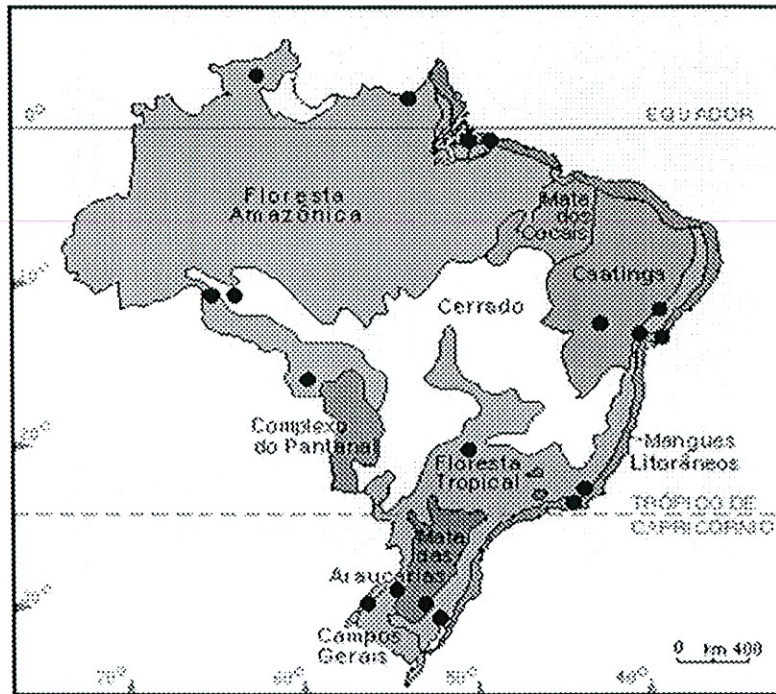 0°
EQUADOR
Floresta
Amazônica
Mata
dos
Cocais
Caatinga
Cerrado
Complexo
do Pantanal
Mangues
Litorâneos
Floresta
Tropical
TRÓPICO DE
CAPRICÓRNIO
Mata
das
Araucárias
Campos
Gerais
0 km 400
70° 60° 50° 40°